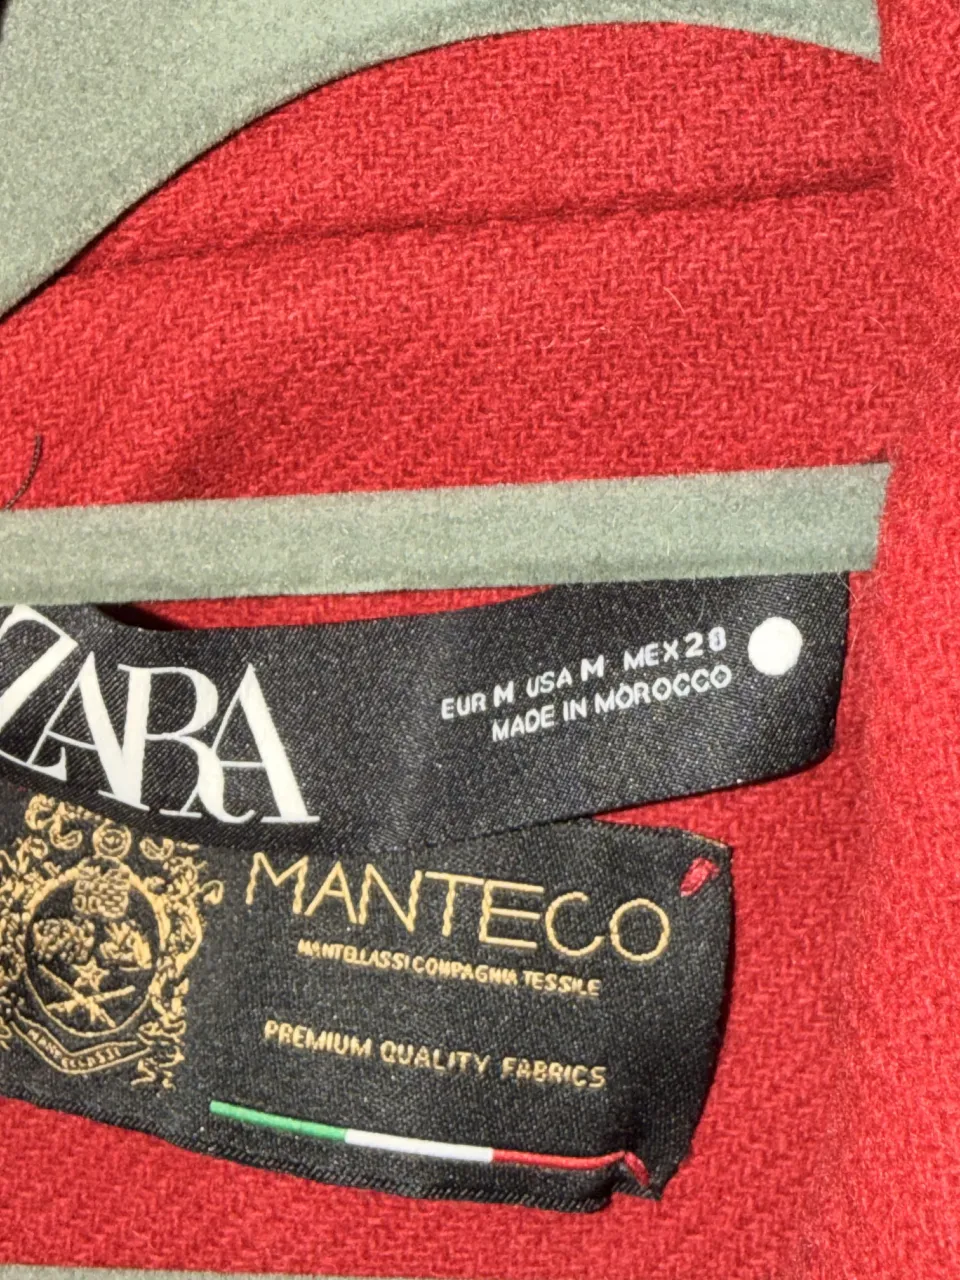 ZARA
EUR M USA M MEX 28
MADE IN MOROCCO
MANTECO
MANTELLASSI COMPAGNIA TESSILE
PREMIUM QUALITY FABRICS